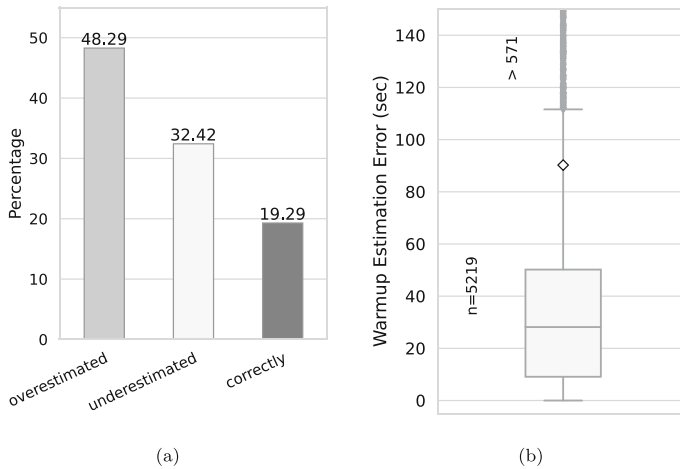 50
40
30
20
10
0
Percentage
48.29
32.42
19.29
overestimated
underestimated
correctly
(a)
140
120
100
80
60
40
20
0
Warmup Estimation Error (sec)
> 571
n=5219
(b)